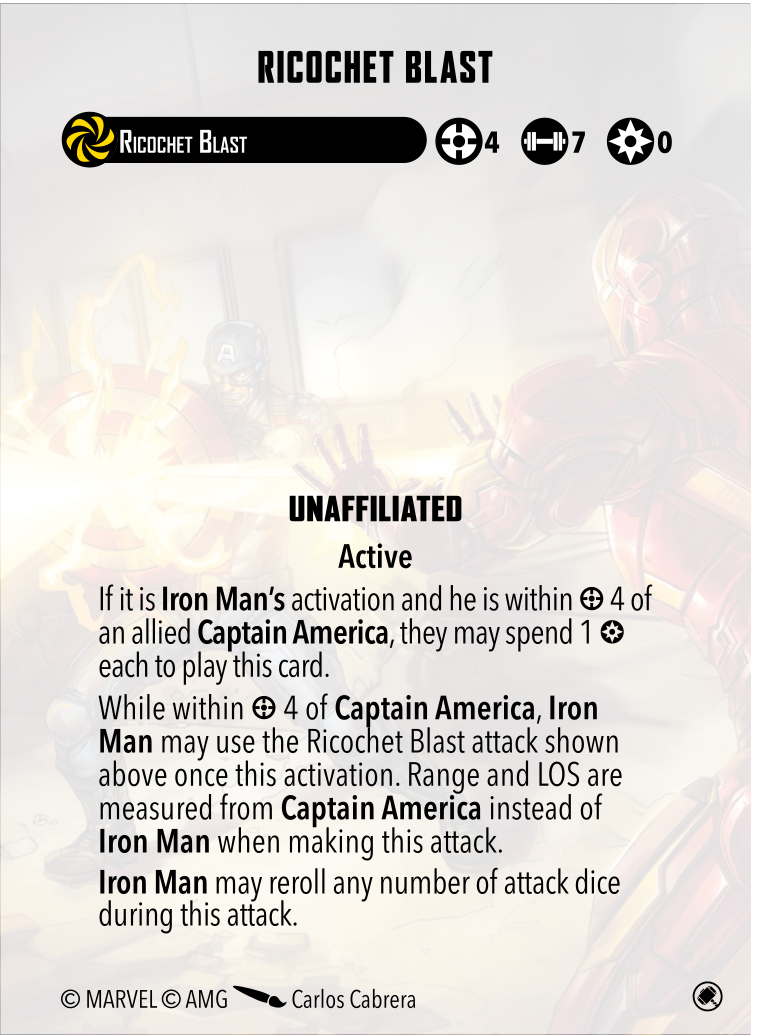 RICOCHET BLAST
RICOCHET BLAST 4 7 0
UNAFFILIATED
Active
If it is Iron Man's activation and he is within 4 of
an allied Captain America, they may spend 1
each to play this card.
While within 4 of Captain America, Iron
Man may use the Ricochet Blast attack shown
above once this activation. Range and LOS are
measured from Captain America instead of
Iron Man when making this attack.
Iron Man may reroll any number of attack dice
during this attack.
© MARVEL © AMG Carlos Cabrera